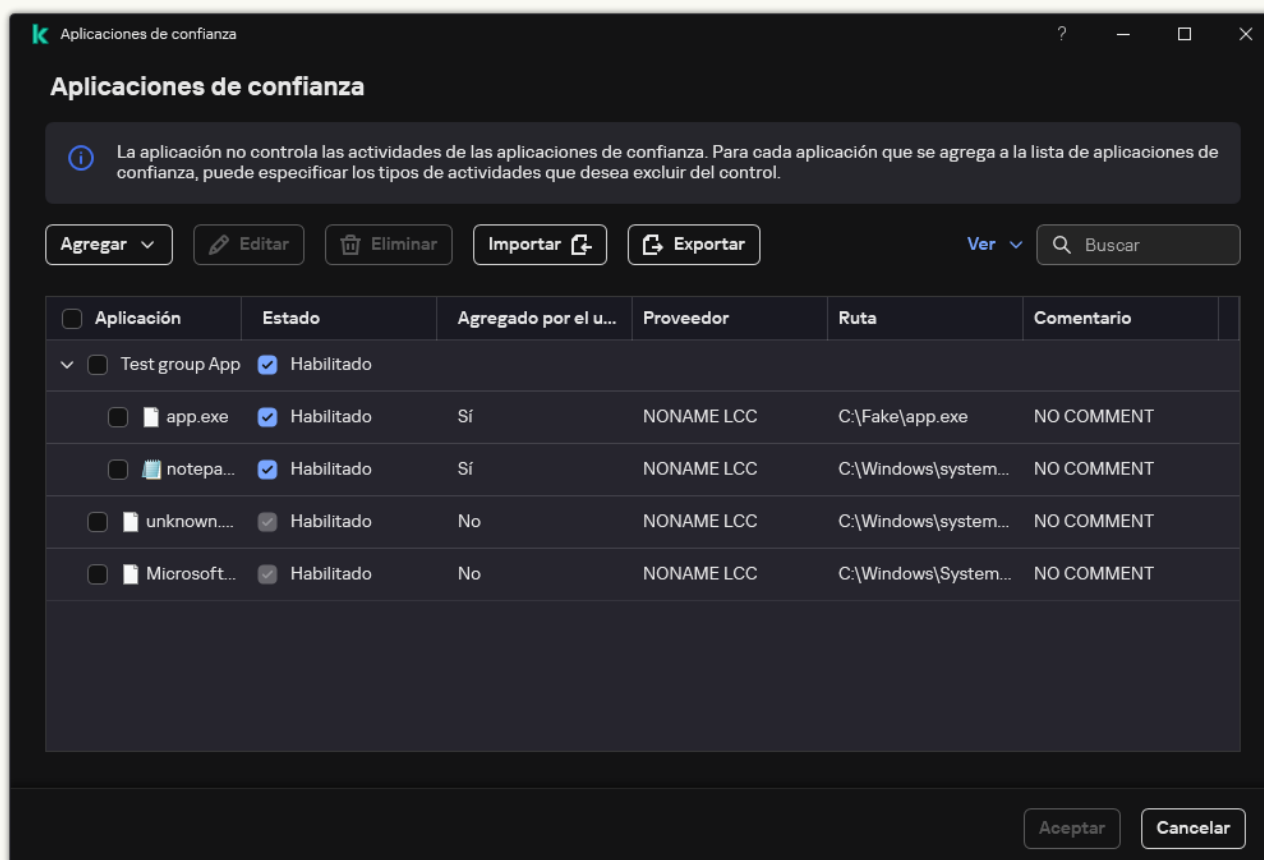 Aplicaciones de confianza
Aplicaciones de confianza
La aplicación no controla las actividades de las aplicaciones de confianza. Para cada aplicación que se agrega a la lista de aplicaciones de
confianza, puede especificar los tipos de actividades que desea excluir del control.
Agregar Editar Eliminar Importar Exportar Ver Buscar
Aplicación Estado Agregado por el u... Proveedor Ruta Comentario
Test group App Habilitado
app.exe Habilitado Sí NONAME LCC C:\Fake\app.exe NO COMMENT
notepa... Habilitado Sí NONAME LCC C:\Windows\system... NO COMMENT
unknown.... Habilitado No NONAME LCC C:\Windows\system... NO COMMENT
Microsoft... Habilitado No NONAME LCC C:\Windows\System... NO COMMENT
Aceptar Cancelar